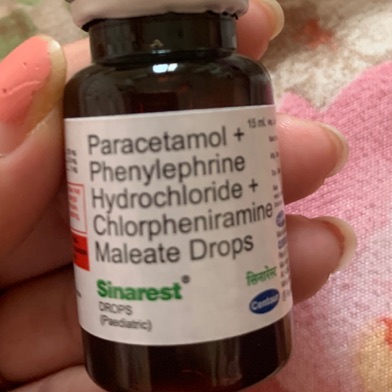 Paracetamol + 15 ml.
Phenylephrine
Hydrochloride +
Chlorpheniramine
Maleate Drops
Sinarest®
सिनारेस्ट
DROPS
(Paediatric)
Centaur